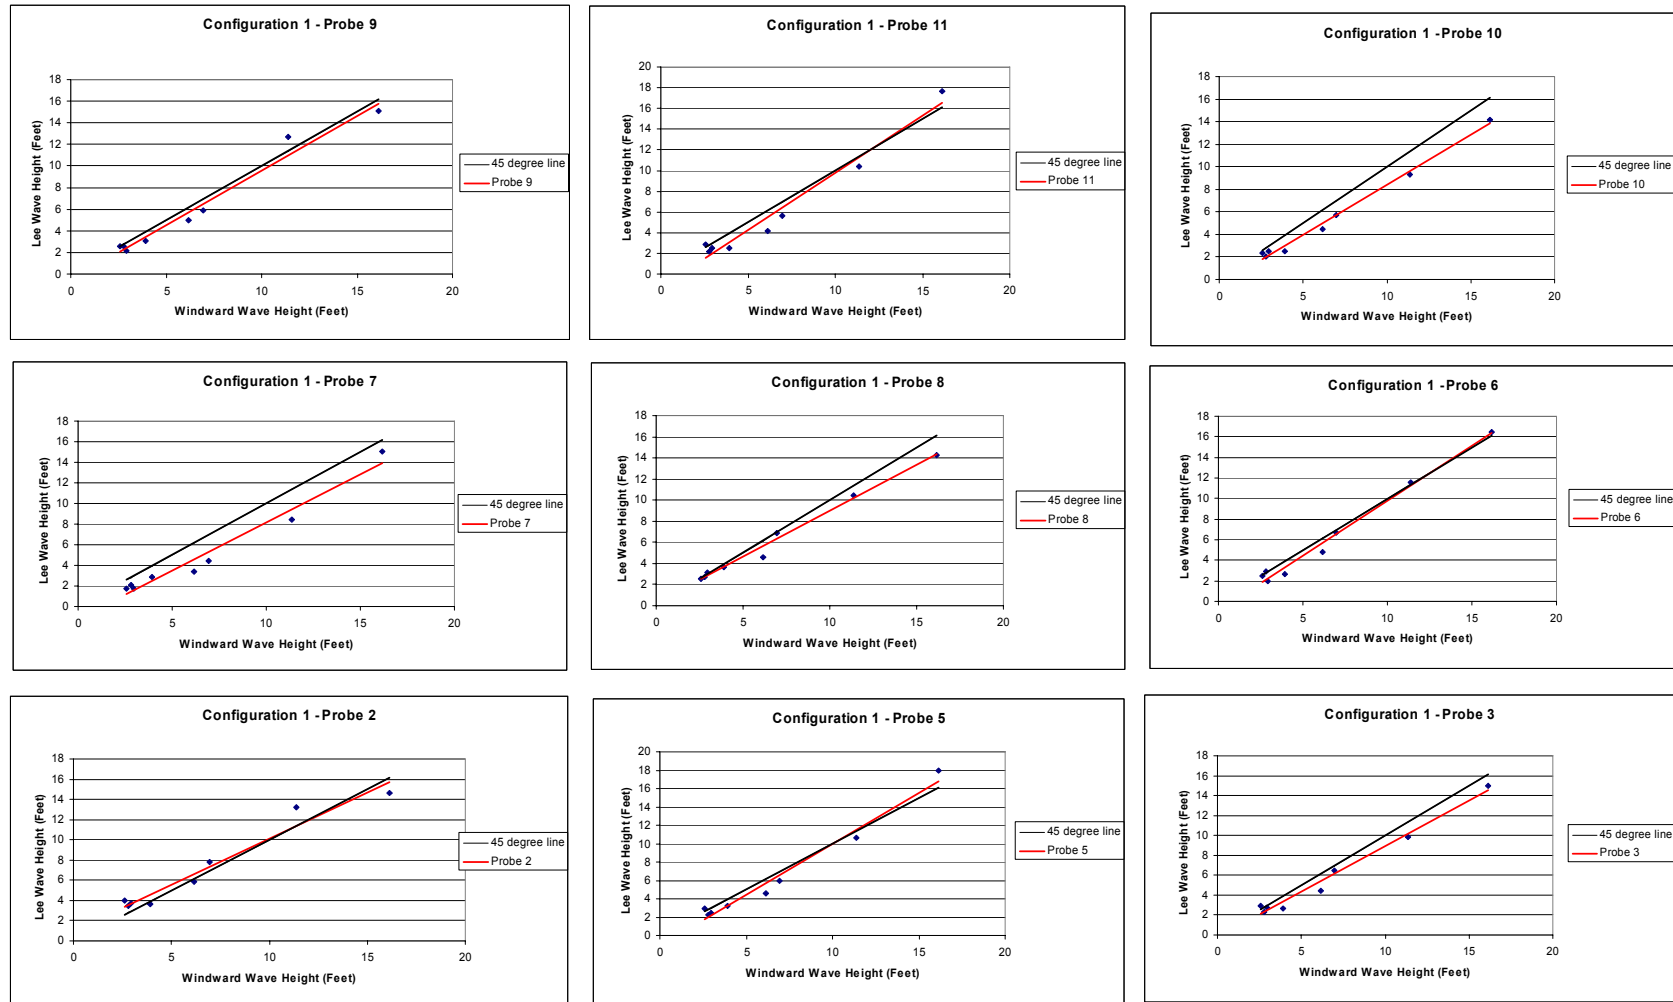 Configuration 1 - Probe 9
18
16
14
12
10
8
6
4
2
0
0 5 10 15 20
Lee Wave Height (Feet)
Windward Wave Height (Feet)
45 degree line
Probe 9
Configuration 1 - Probe 11
20
18
16
14
12
10
8
6
4
2
0
0 5 10 15 20
Lee Wave Height (Feet)
Windward Wave Height (Feet)
45 degree line
Probe 11
Configuration 1 - Probe 10
18
16
14
12
10
8
6
4
2
0
0 5 10 15 20
Lee Wave Height (Feet)
Windward Wave Height (Feet)
45 degree line
Probe 10
Configuration 1 - Probe 7
18
16
14
12
10
8
6
4
2
0
0 5 10 15 20
Lee Wave Height (Feet)
Windward Wave Height (Feet)
45 degree line
Probe 7
Configuration 1 - Probe 8
18
16
14
12
10
8
6
4
2
0
0 5 10 15 20
Lee Wave Height (Feet)
Windward Wave Height (Feet)
45 degree line
Probe 8
Configuration 1 - Probe 6
18
16
14
12
10
8
6
4
2
0
0 5 10 15 20
Lee Wave Height (Feet)
Windward Wave Height (Feet)
45 degree line
Probe 6
Configuration 1 - Probe 2
18
16
14
12
10
8
6
4
2
0
0 5 10 15 20
Lee Wave Height (Feet)
Windward Wave Height (Feet)
45 degree line
Probe 2
Configuration 1 - Probe 5
20
18
16
14
12
10
8
6
4
2
0
0 5 10 15 20
Lee Wave Height (Feet)
Windward Wave Height (Feet)
45 degree line
Probe 5
Configuration 1 - Probe 3
18
16
14
12
10
8
6
4
2
0
0 5 10 15 20
Lee Wave Height (Feet)
Windward Wave Height (Feet)
45 degree line
Probe 3